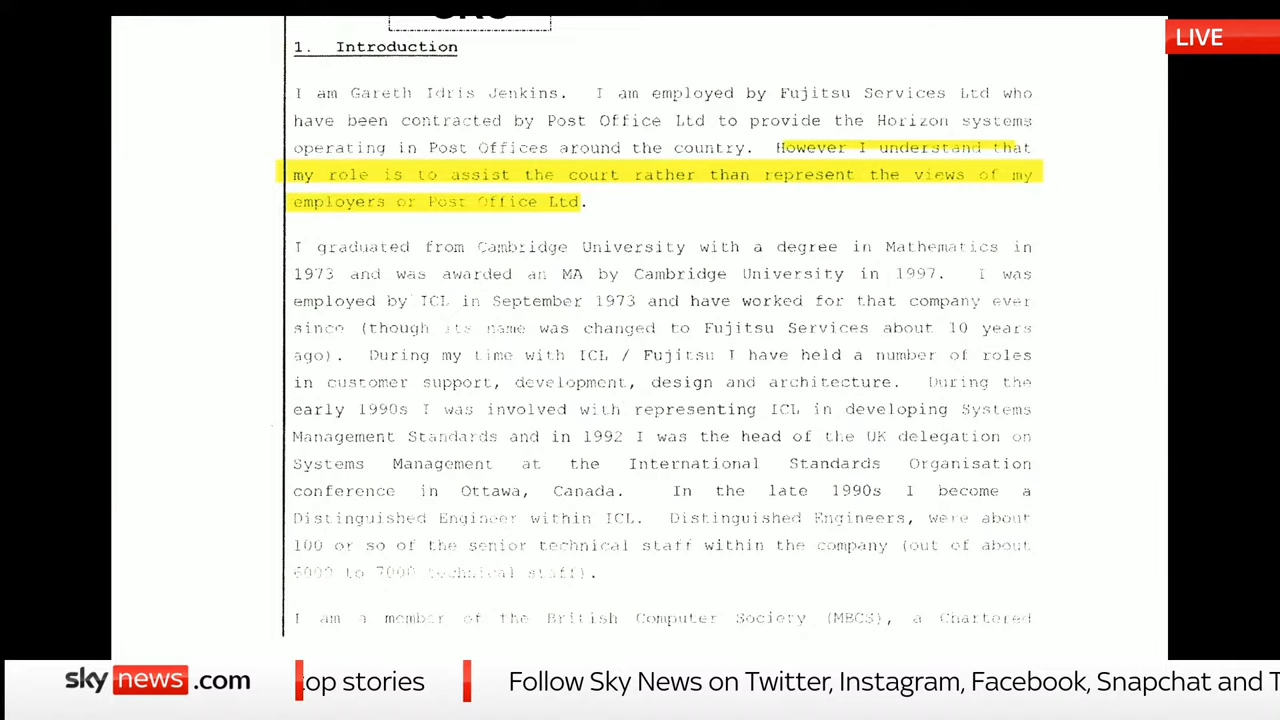 LIVE
1. Introduction
I am Gareth Idris Jenkins. I am employed by Fujitsu Services Ltd who
have been contracted by Post Office Ltd to provide the Horizon systems
operating in Post Offices around the country. However I understand that
my role is to assist the court rather than represent the views of my
employers or Post Office Ltd.
I graduated from Cambridge University with a degree in Mathematics in
1973 and was awarded an MA by Cambridge University in 1997. I was
employed by ICL in September 1973 and have worked for that company ever
since (though its name was changed to Fujitsu Services about 10 years
ago). During my time with ICL / Fujitsu I have held a number of roles
in customer support, development, design and architecture. During the
early 1990s I was involved with representing ICL in developing Systems
Management Standards and in 1992 I was the head of the UK delegation on
Systems Management at the International Standards Organisation
conference in Ottawa, Canada. In the late 1990s I become a
Distinguished Engineer within ICL. Distinguished Engineers, were about
100 or so of the senior technical staff within the company (out of about
6000 to 7000 technical staff).
I am a member of the British Computer Society (MBCS), a Chartered
sky news .com
top stories
Follow Sky News on Twitter, Instagram, Facebook, Snapchat and T